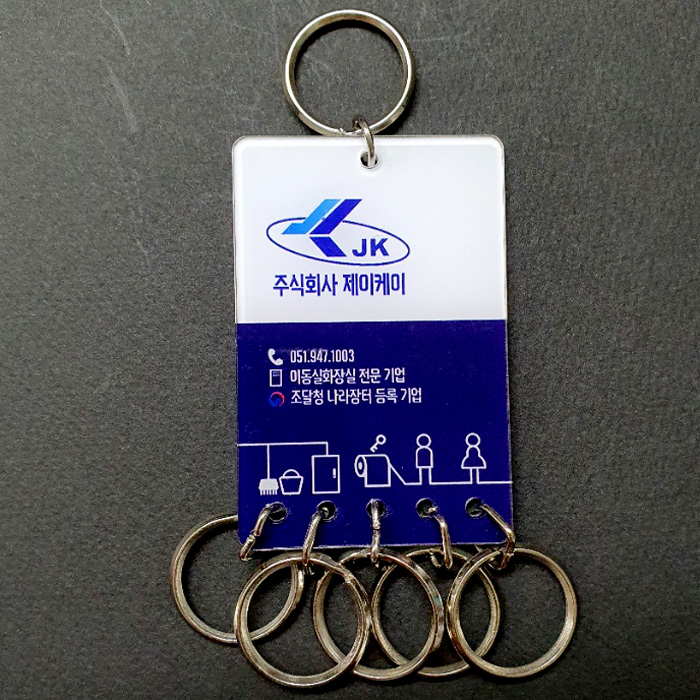 JK
주식회사 제이케이
051.947.1003
이동실화장실 전문 기업
조달청 나라장터 등록 기업